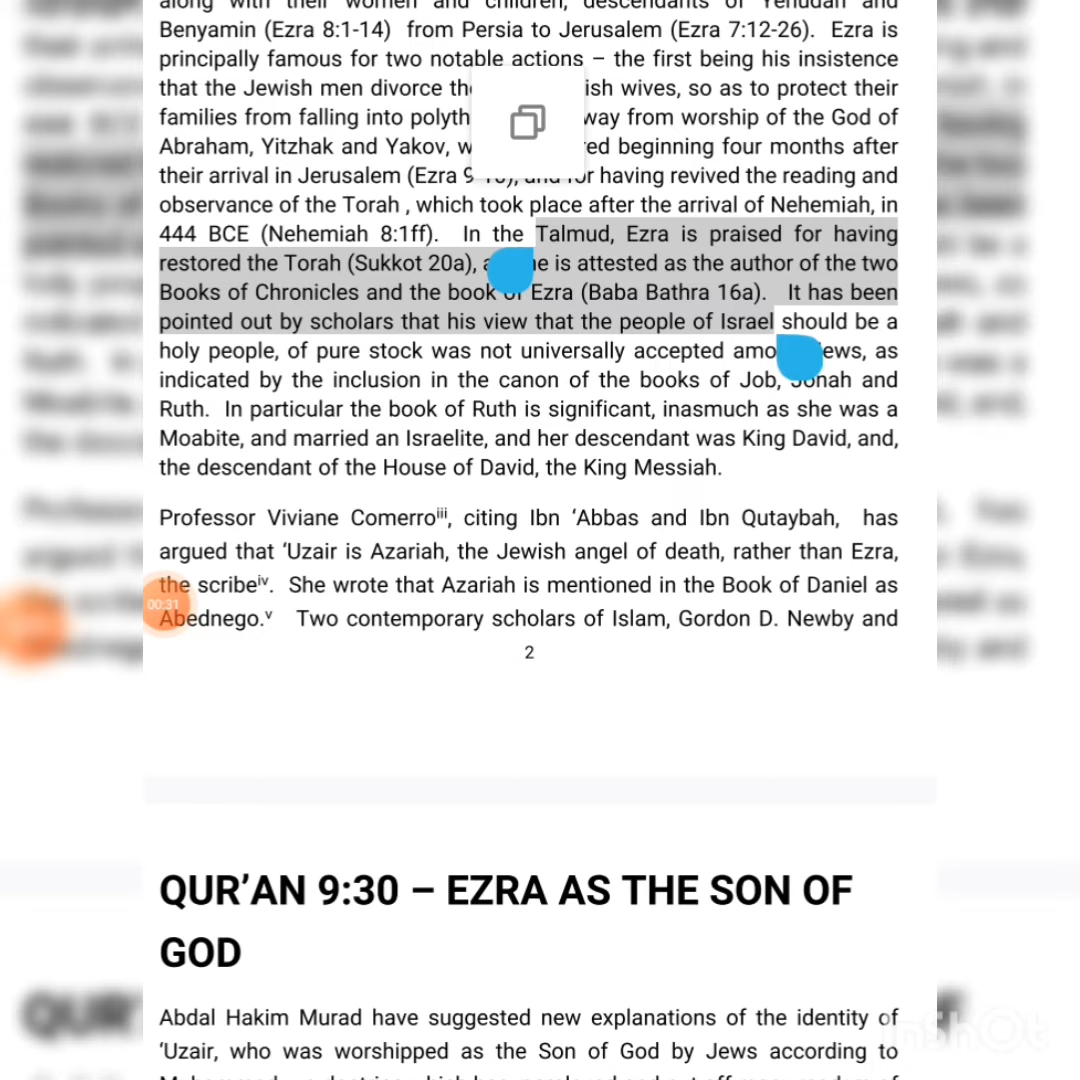 along with their women and children, descendants of Yehudah and
Benyamin (Ezra 8:1-14) from Persia to Jerusalem (Ezra 7:12-26). Ezra is
principally famous for two notable actions – the first being his insistence
that the Jewish men divorce wives, so as to protect their
families from falling into from worship of the God of
Abraham, Yitzhak and Yakov, beginning four months after
their arrival in Jerusalem (Ezra having revived the reading and
observance of the Torah , which took place after the arrival of Nehemiah, in
444 BCE (Nehemiah 8:1ff). In the Talmud, Ezra is praised for having
restored the Torah (Sukkot 20a), is attested as the author of the two
Books of Chronicles and the book of Ezra (Baba Bathra 16a). It has been
pointed out by scholars that his view that the people of Israel should be a
holy people, of pure stock was not universally accepted as
indicated by the inclusion in the canon of the books of Job, Jonah and
Ruth. In particular the book of Ruth is significant, inasmuch as she was a
Moabite, and married an Israelite, and her descendant was King David, and,
the descendant of the House of David, the King Messiah.
Professor Viviane Comerroⁱⁱⁱ, citing Ibn ‘Abbas and Ibn Qutaybah, has
argued that ‘Uzair is Azariah, the Jewish angel of death, rather than Ezra,
the scribeⁱᵛ. She wrote that Azariah is mentioned in the Book of Daniel as
00:31
Abednego.ᵛ Two contemporary scholars of Islam, Gordon D. Newby and
2
QUR’AN 9:30 – EZRA AS THE SON OF
GOD
Abdal Hakim Murad have suggested new explanations of the identity of
InShOt
‘Uzair, who was worshipped as the Son of God by Jews according to